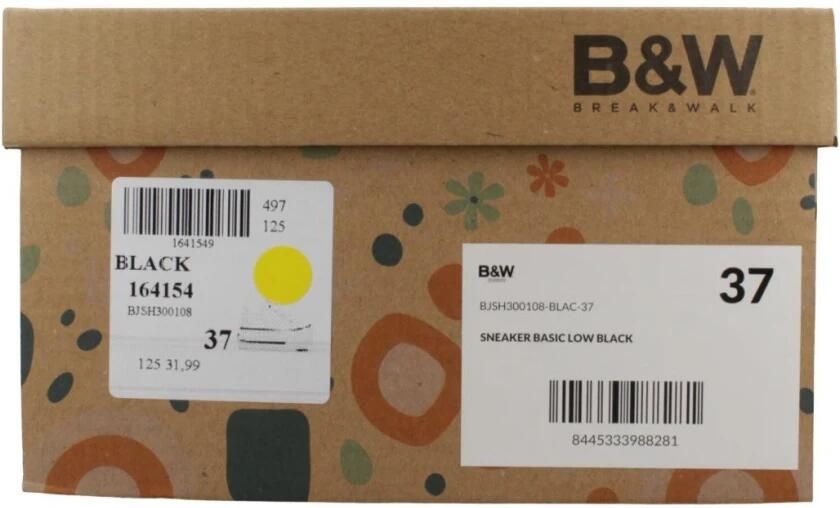 B&W
BREAK&WALK
497
125
1641549
BLACK
164154
BJSH300108
37
125 31,99
B&W
37
BJSH300108-BLAC-37
SNEAKER BASIC LOW BLACK
8445333988281